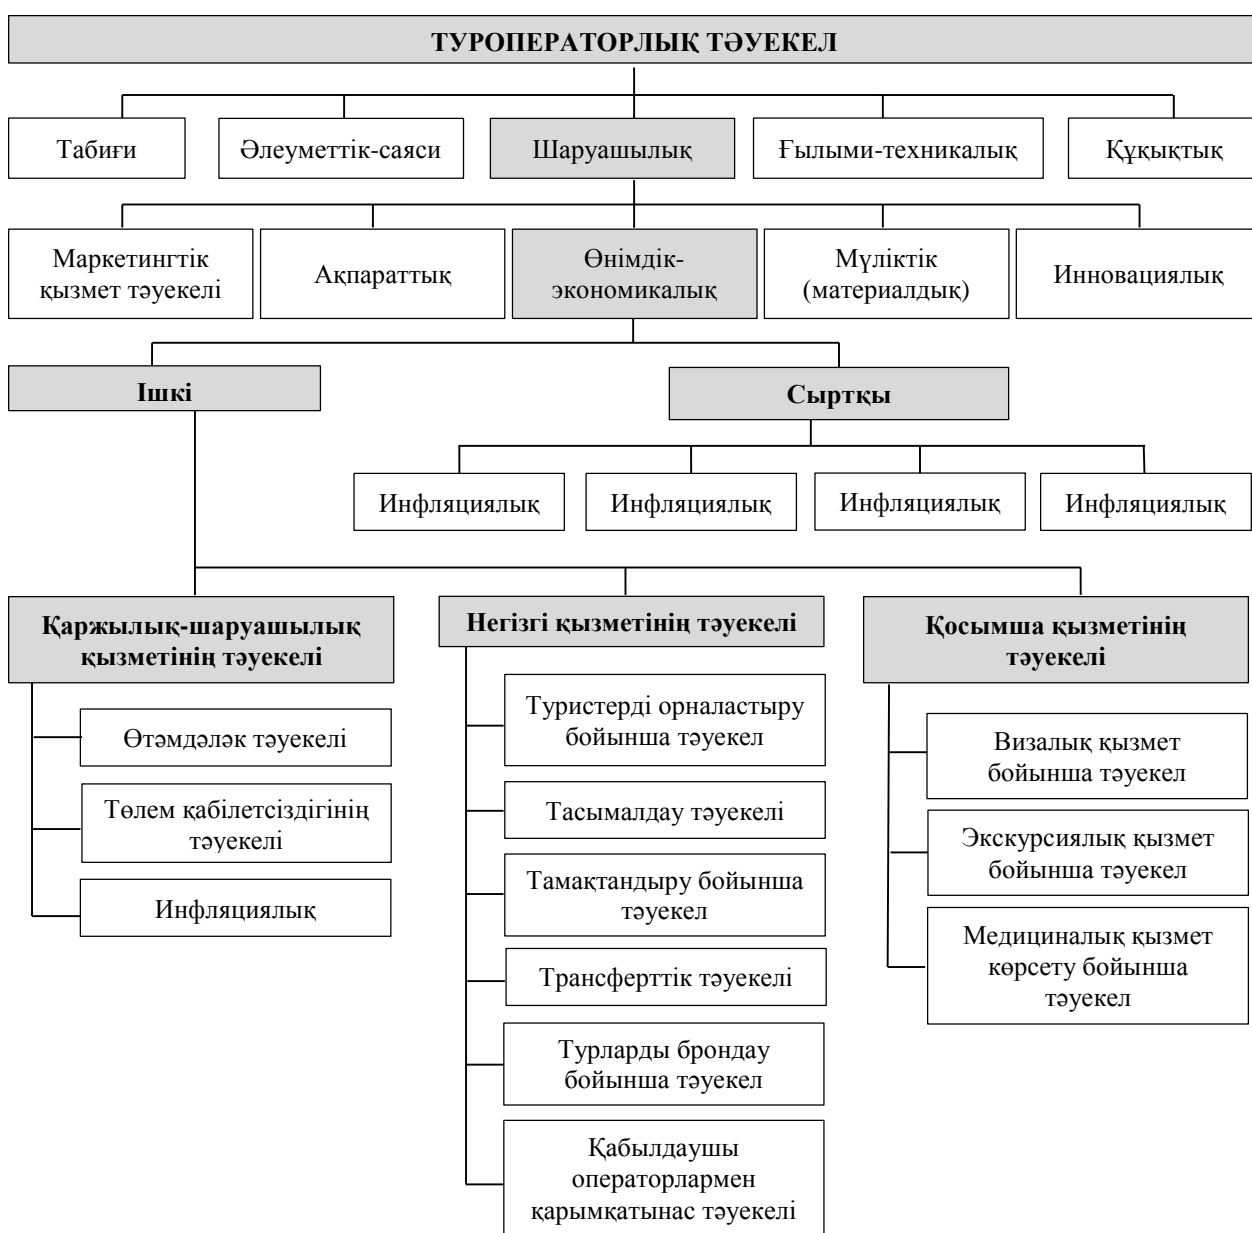 ТУРОПЕРАТОРЛЫҚ ТӘУЕКЕЛ
Табиғи
Әлеуметтік-саяси
Шаруашылық
Ғылыми-техникалық
Құқықтық
Маркетингтік
қызмет тәуекелі
Ақпараттық
Өнімдік-
экономикалық
Мүліктік
(материалдық)
Инновациялық
Ішкі
Сыртқы
Инфляциялық
Инфляциялық
Инфляциялық
Инфляциялық
Қаржылық-шаруашылық
қызметінің тәуекелі
Өтәмдәләк тәуекелі
Төлем қабілетсіздігінің
тәуекелі
Инфляциялық
Негізгі қызметінің тәуекелі
Туристерді орналастыру
бойынша тәуекел
Тасымалдау тәуекелі
Тамақтандыру бойынша
тәуекел
Трансферттік тәуекелі
Турларды брондау
бойынша тәуекел
Қабылдаушы
операторлармен
қарымқатынас тәуекелі
Қосымша қызметінің
тәуекелі
Визалық қызмет
бойынша тәуекел
Экскурсиялық қызмет
бойынша тәуекел
Медициналық қызмет
көрсету бойынша
тәуекел